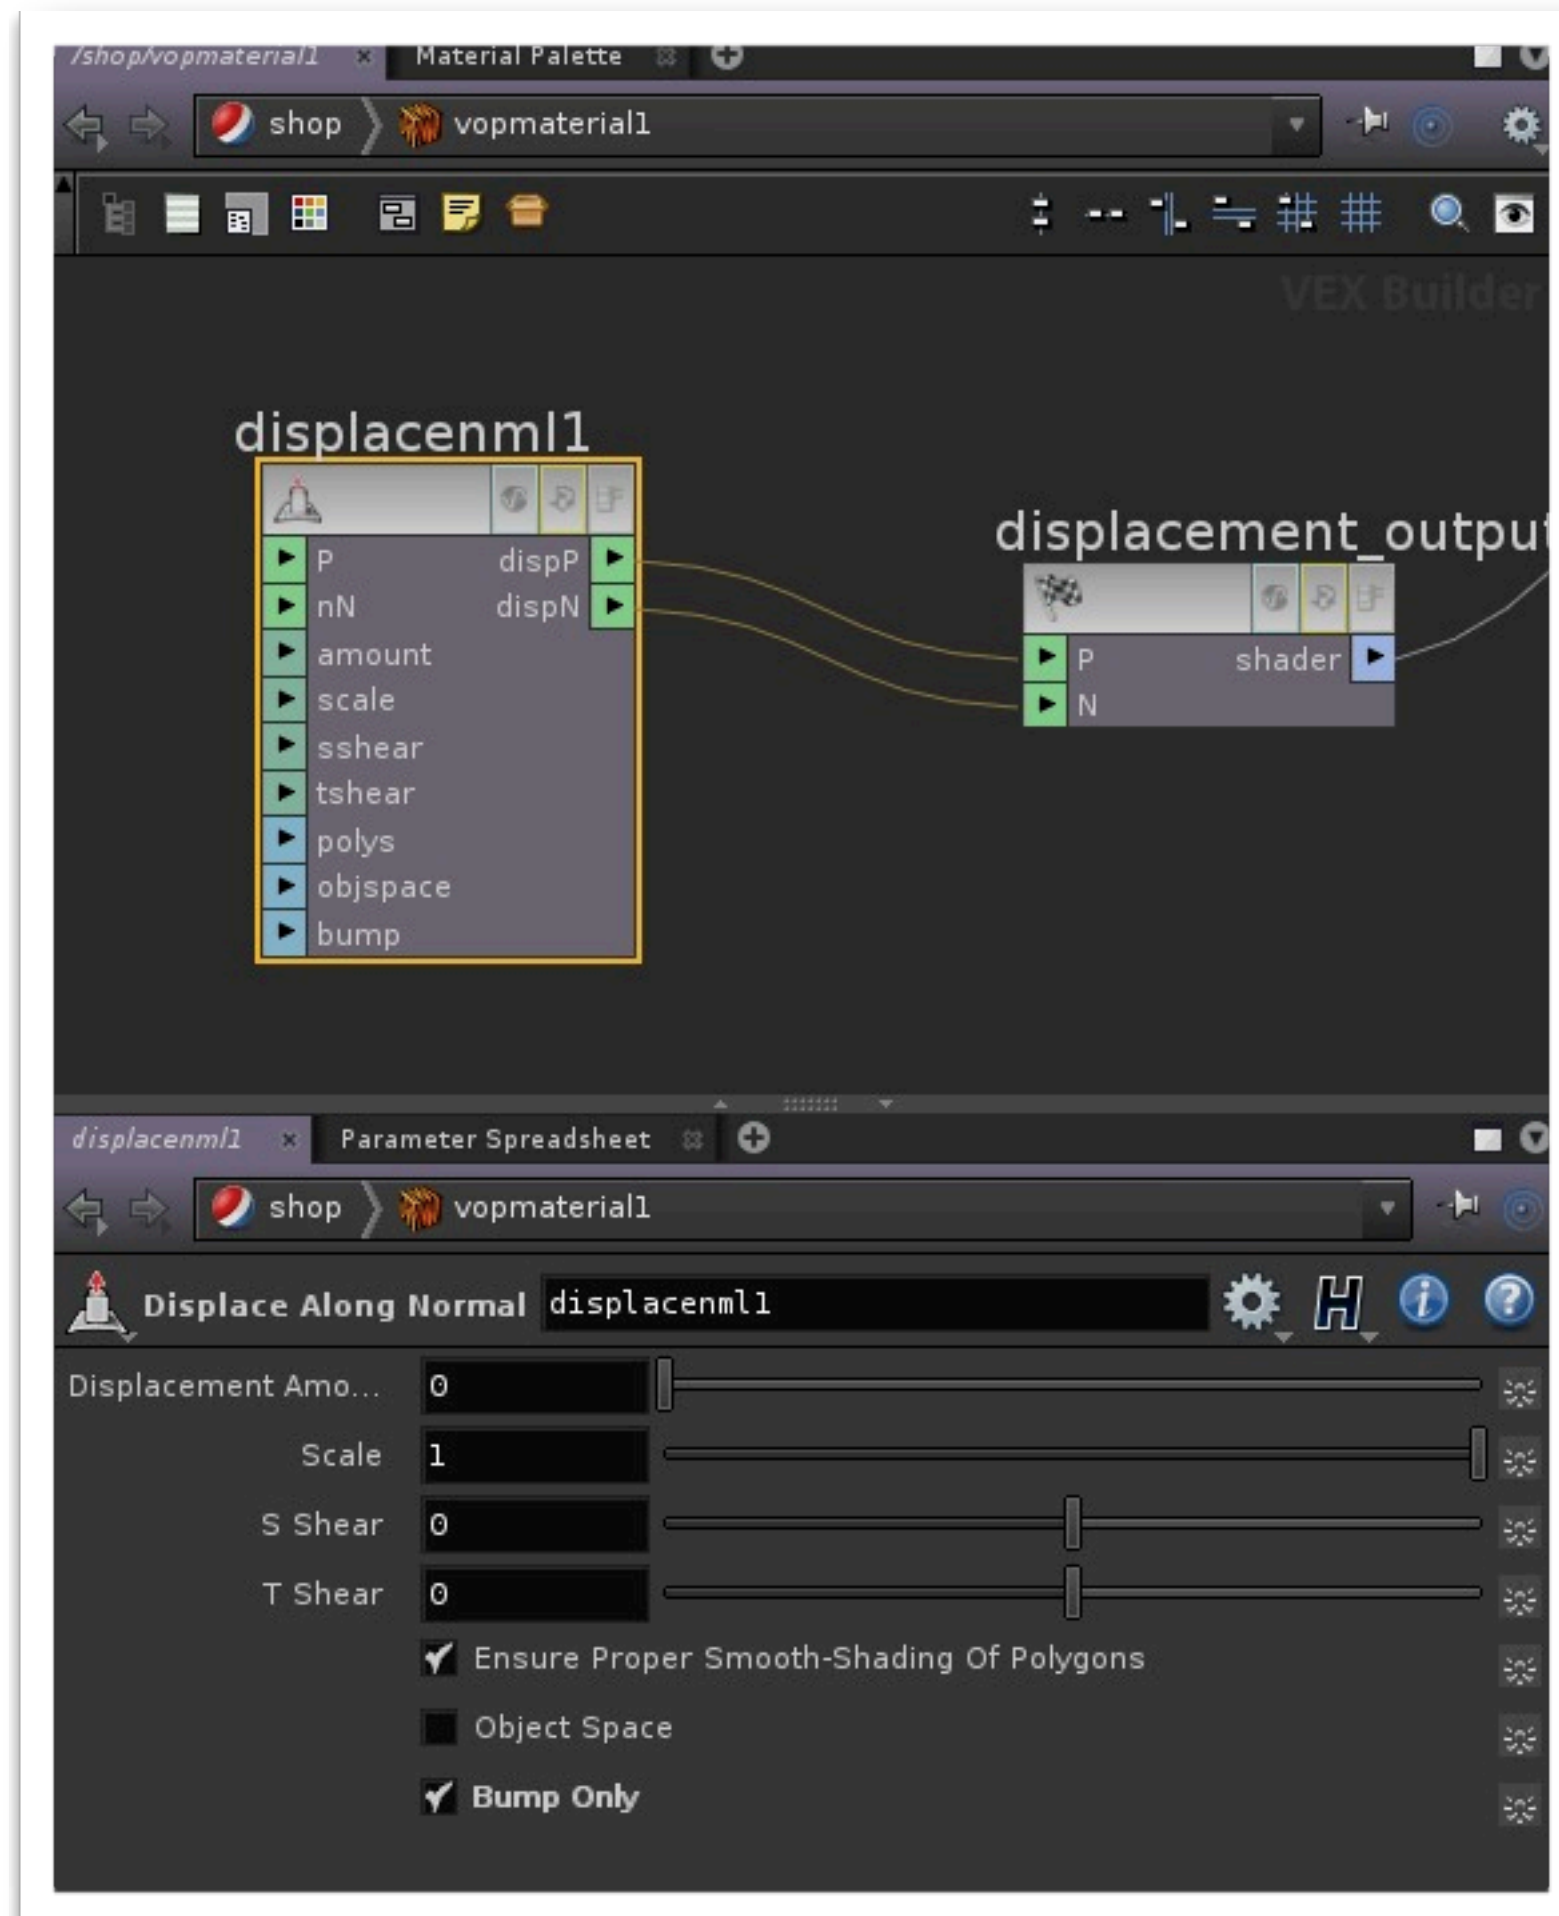 /shop/vopmaterial1 Material Palette
shop vopmaterial1
VEX Builder
displacenml1
P dispP
nN dispN
amount
scale
sshear
tshear
polys
objspace
bump
displacement_output
P shader
N
displacenml1 Parameter Spreadsheet
shop vopmaterial1
Displace Along Normal displacenml1
Displacement Amo... 0
Scale 1
S Shear 0
T Shear 0
Ensure Proper Smooth-Shading Of Polygons
Object Space
Bump Only